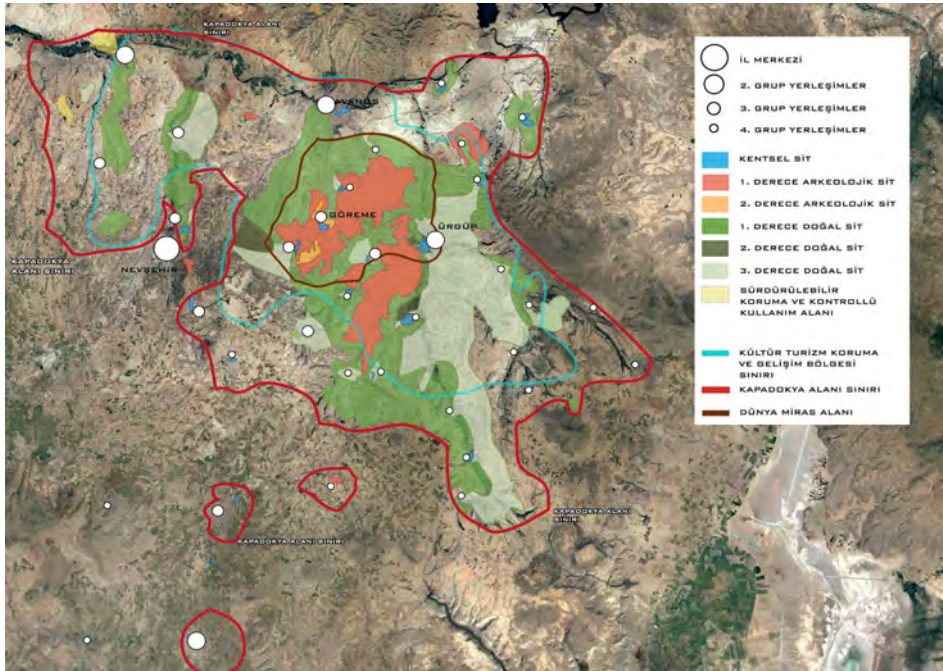 KAPADOKYA ALANI
SINIRI
AVANOS
GÖREME
ÜRGÜP
NEVŞEHİR
KAPADOKYA
ALANI SINIRI
KAPADOKYA ALANI
SINIRI
KAPADOKYA ALANI SINIRI
İL MERKEZİ
2. GRUP YERLEŞİMLER
3. GRUP YERLEŞİMLER
4. GRUP YERLEŞİMLER
KENTSEL SİT
1. DERECE ARKEOLOJİK SİT
2. DERECE ARKEOLOJİK SİT
1. DERECE DOĞAL SİT
2. DERECE DOĞAL SİT
3. DERECE DOĞAL SİT
SÜRDÜRÜLEBİLİR
KORUMA VE KONTROLLÜ
KULLANIM ALANI
KÜLTÜR TURİZM KORUMA
VE GELİŞİM BÖLGESİ
SINIRI
KAPADOKYA ALANI SINIRI
DÜNYA MİRAS ALANI